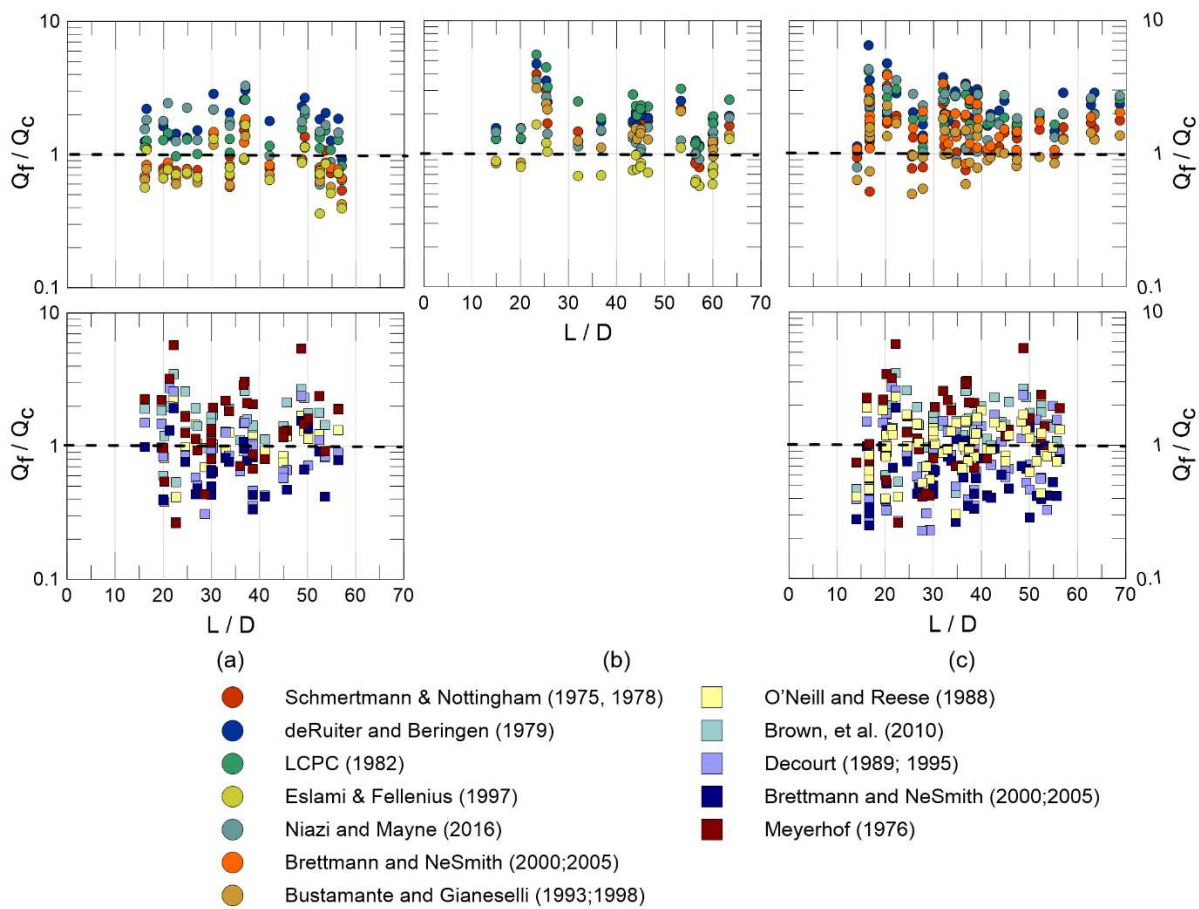 10
1
0.1
Qf / Qc
0 10 20 30 40 50 60 70
L / D
10
1
0.1
Qf / Qc
10
1
0.1
Qf / Qc
0 10 20 30 40 50 60 70
L / D
10
1
0.1
Qf / Qc
0 10 20 30 40 50 60 70
L / D
(a) (b) (c)
Schmertmann & Nottingham (1975, 1978)
deRuiter and Beringen (1979)
LCPC (1982)
Eslami & Fellenius (1997)
Niazi and Mayne (2016)
Brettmann and NeSmith (2000;2005)
Bustamante and Gianeselli (1993;1998)
O'Neill and Reese (1988)
Brown, et al. (2010)
Decourt (1989; 1995)
Brettmann and NeSmith (2000;2005)
Meyerhof (1976)